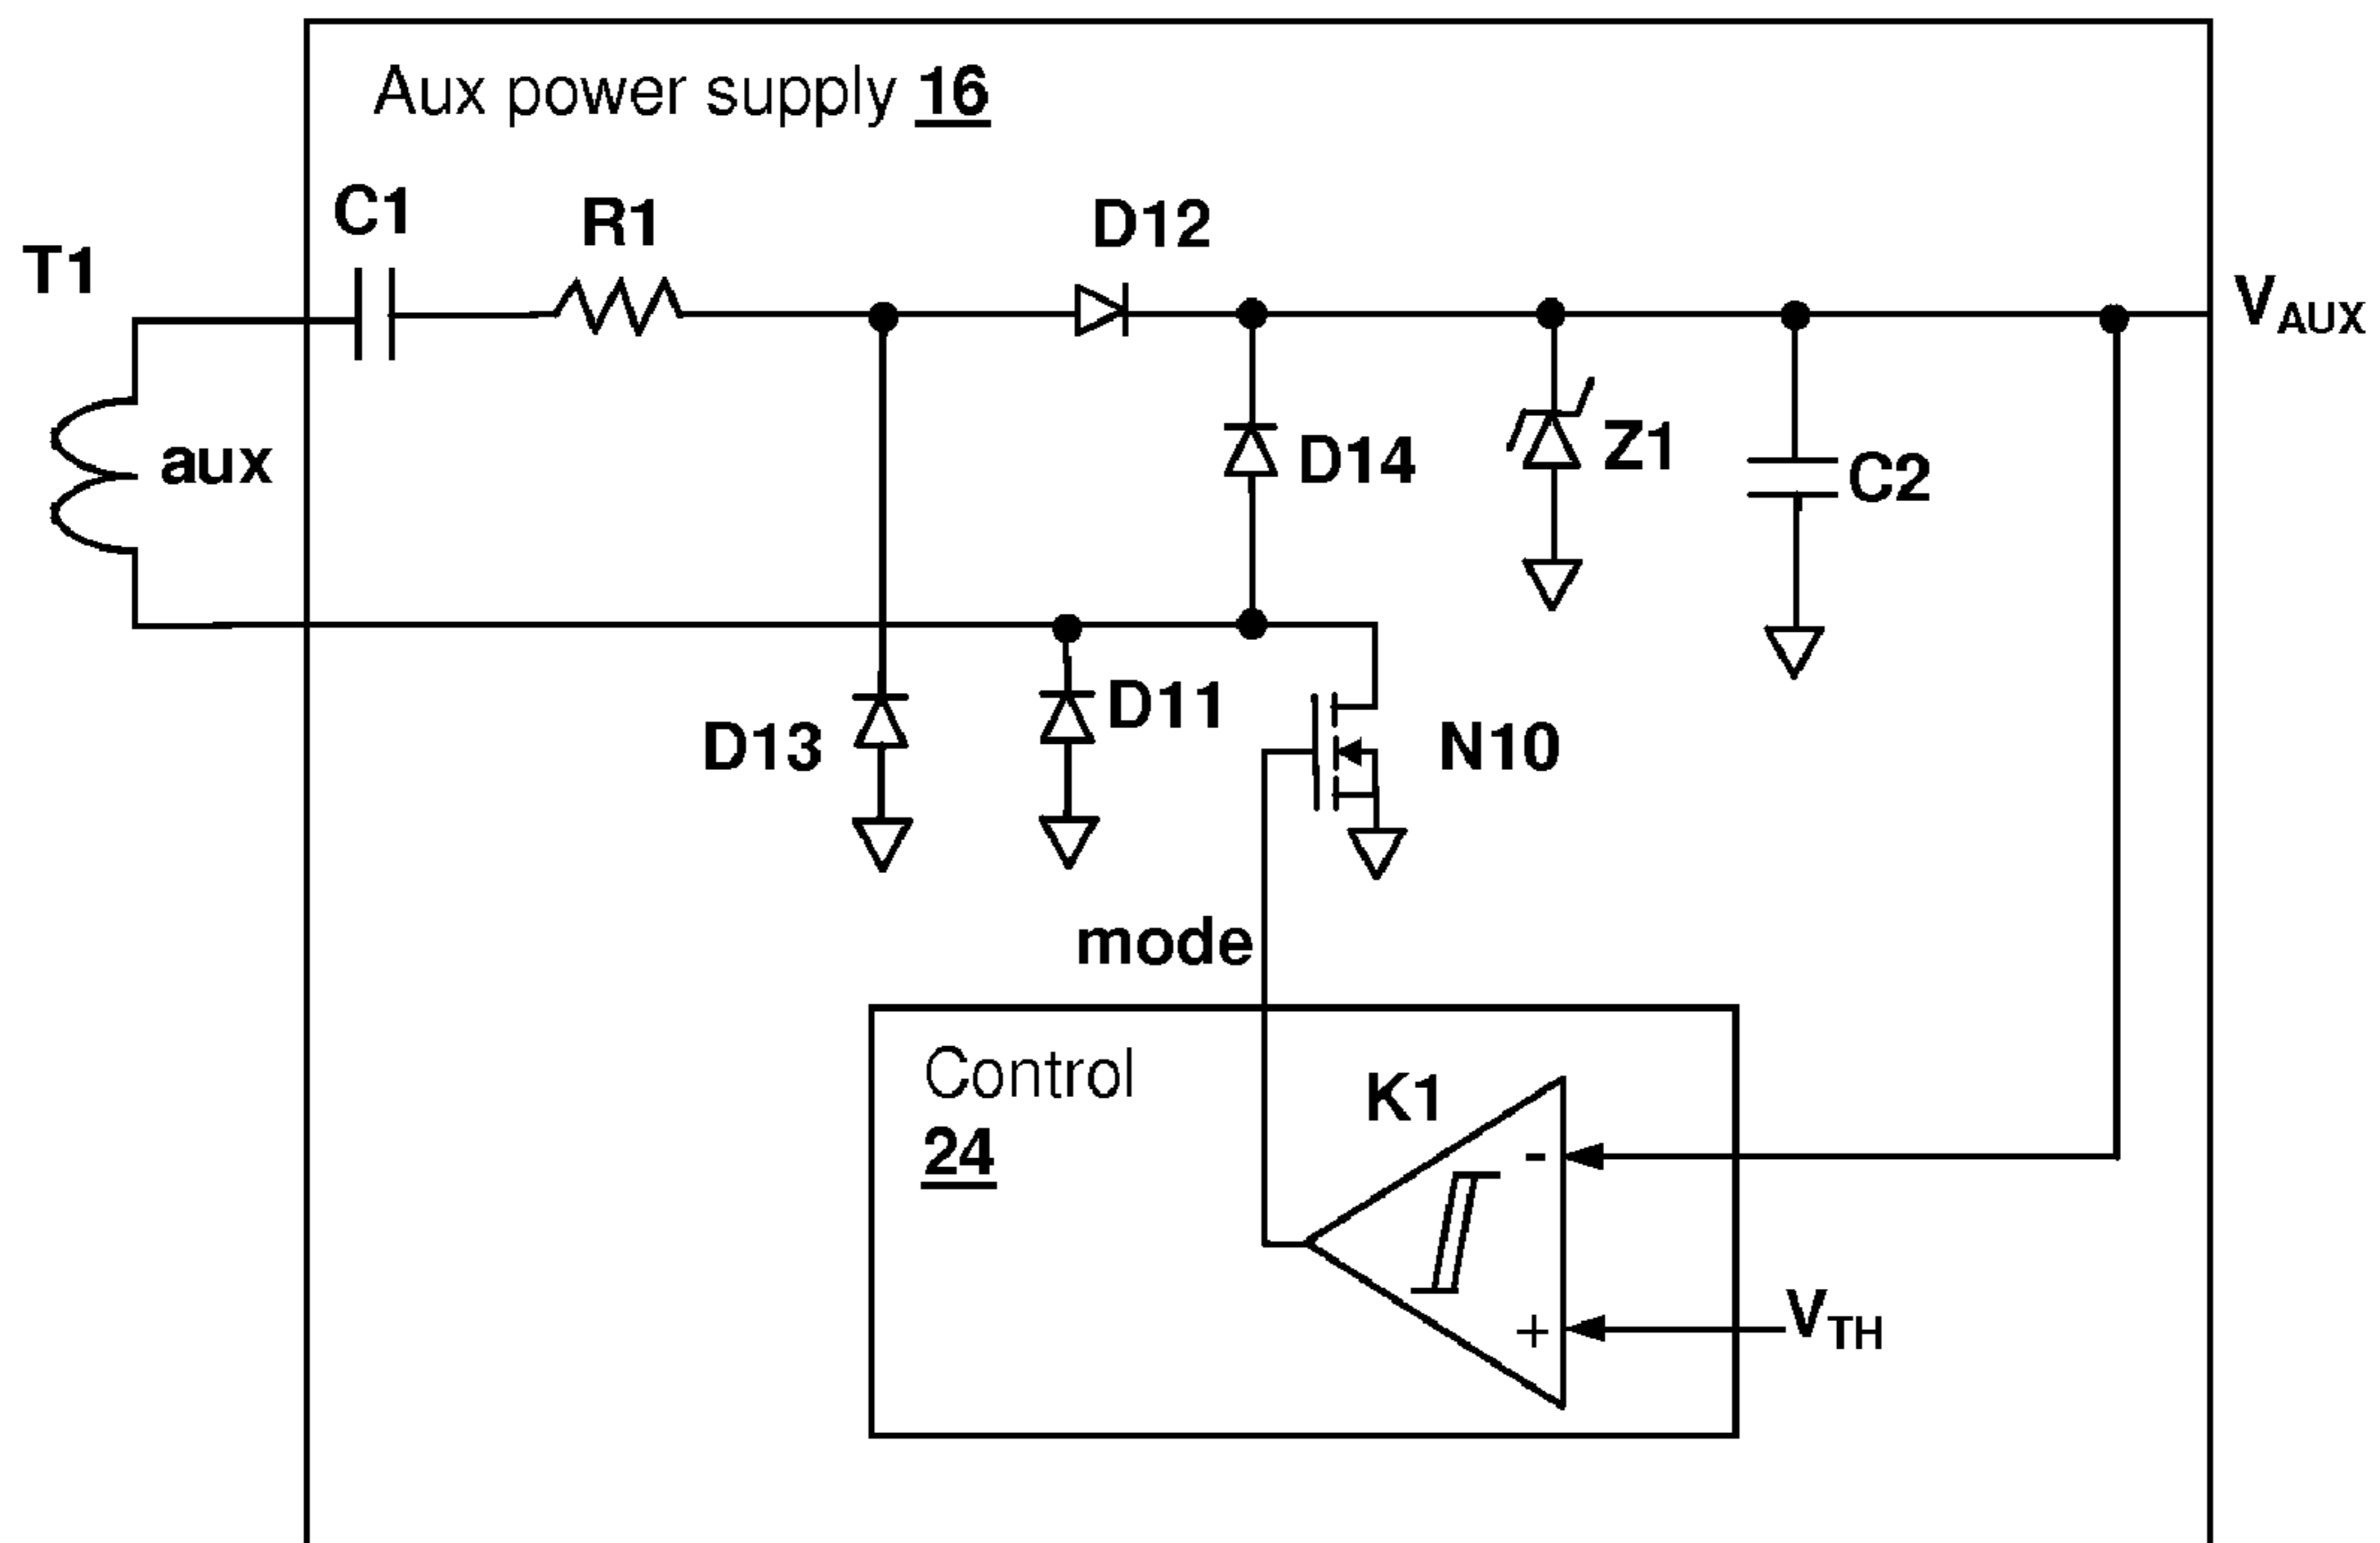 Aux power supply 16
C1
R1
D12
T1
VAUX
aux
D14
Z1
C2
D13
D11
N10
mode
Control
24
K1
-
+
VTH